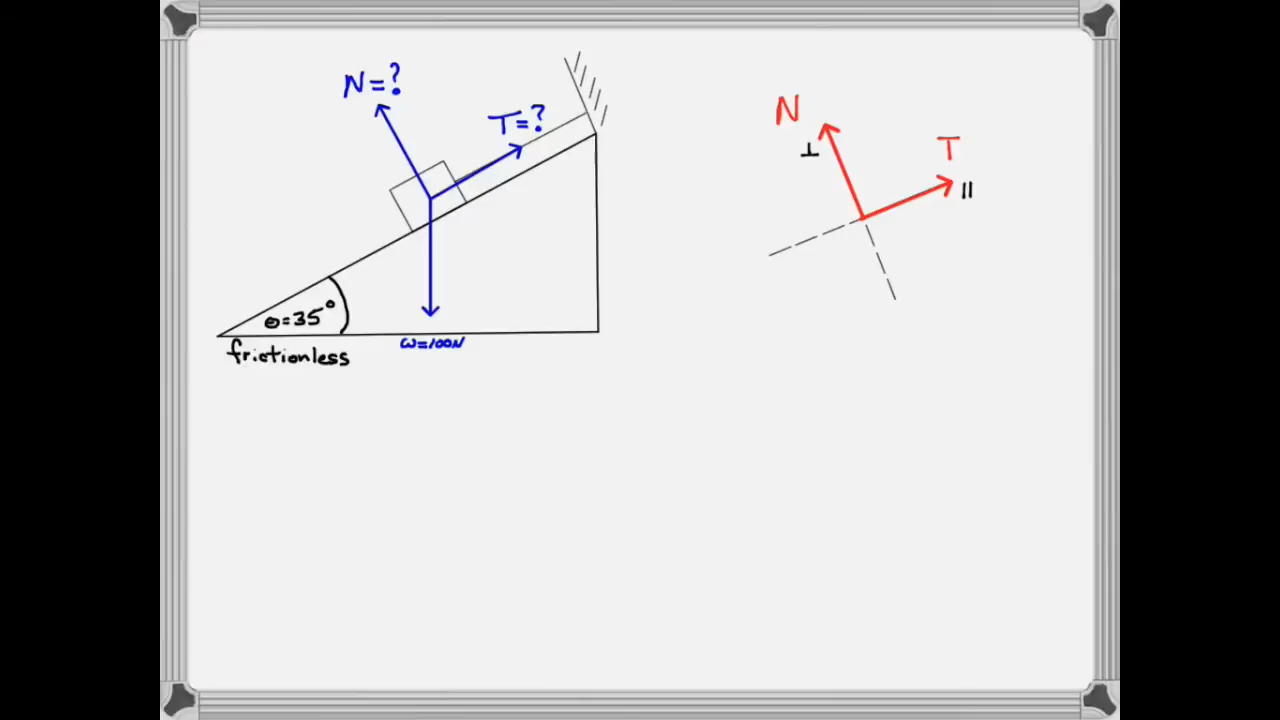 N=?
T=?
θ=35°
frictionless
ω=100N
N
⊥
T
||